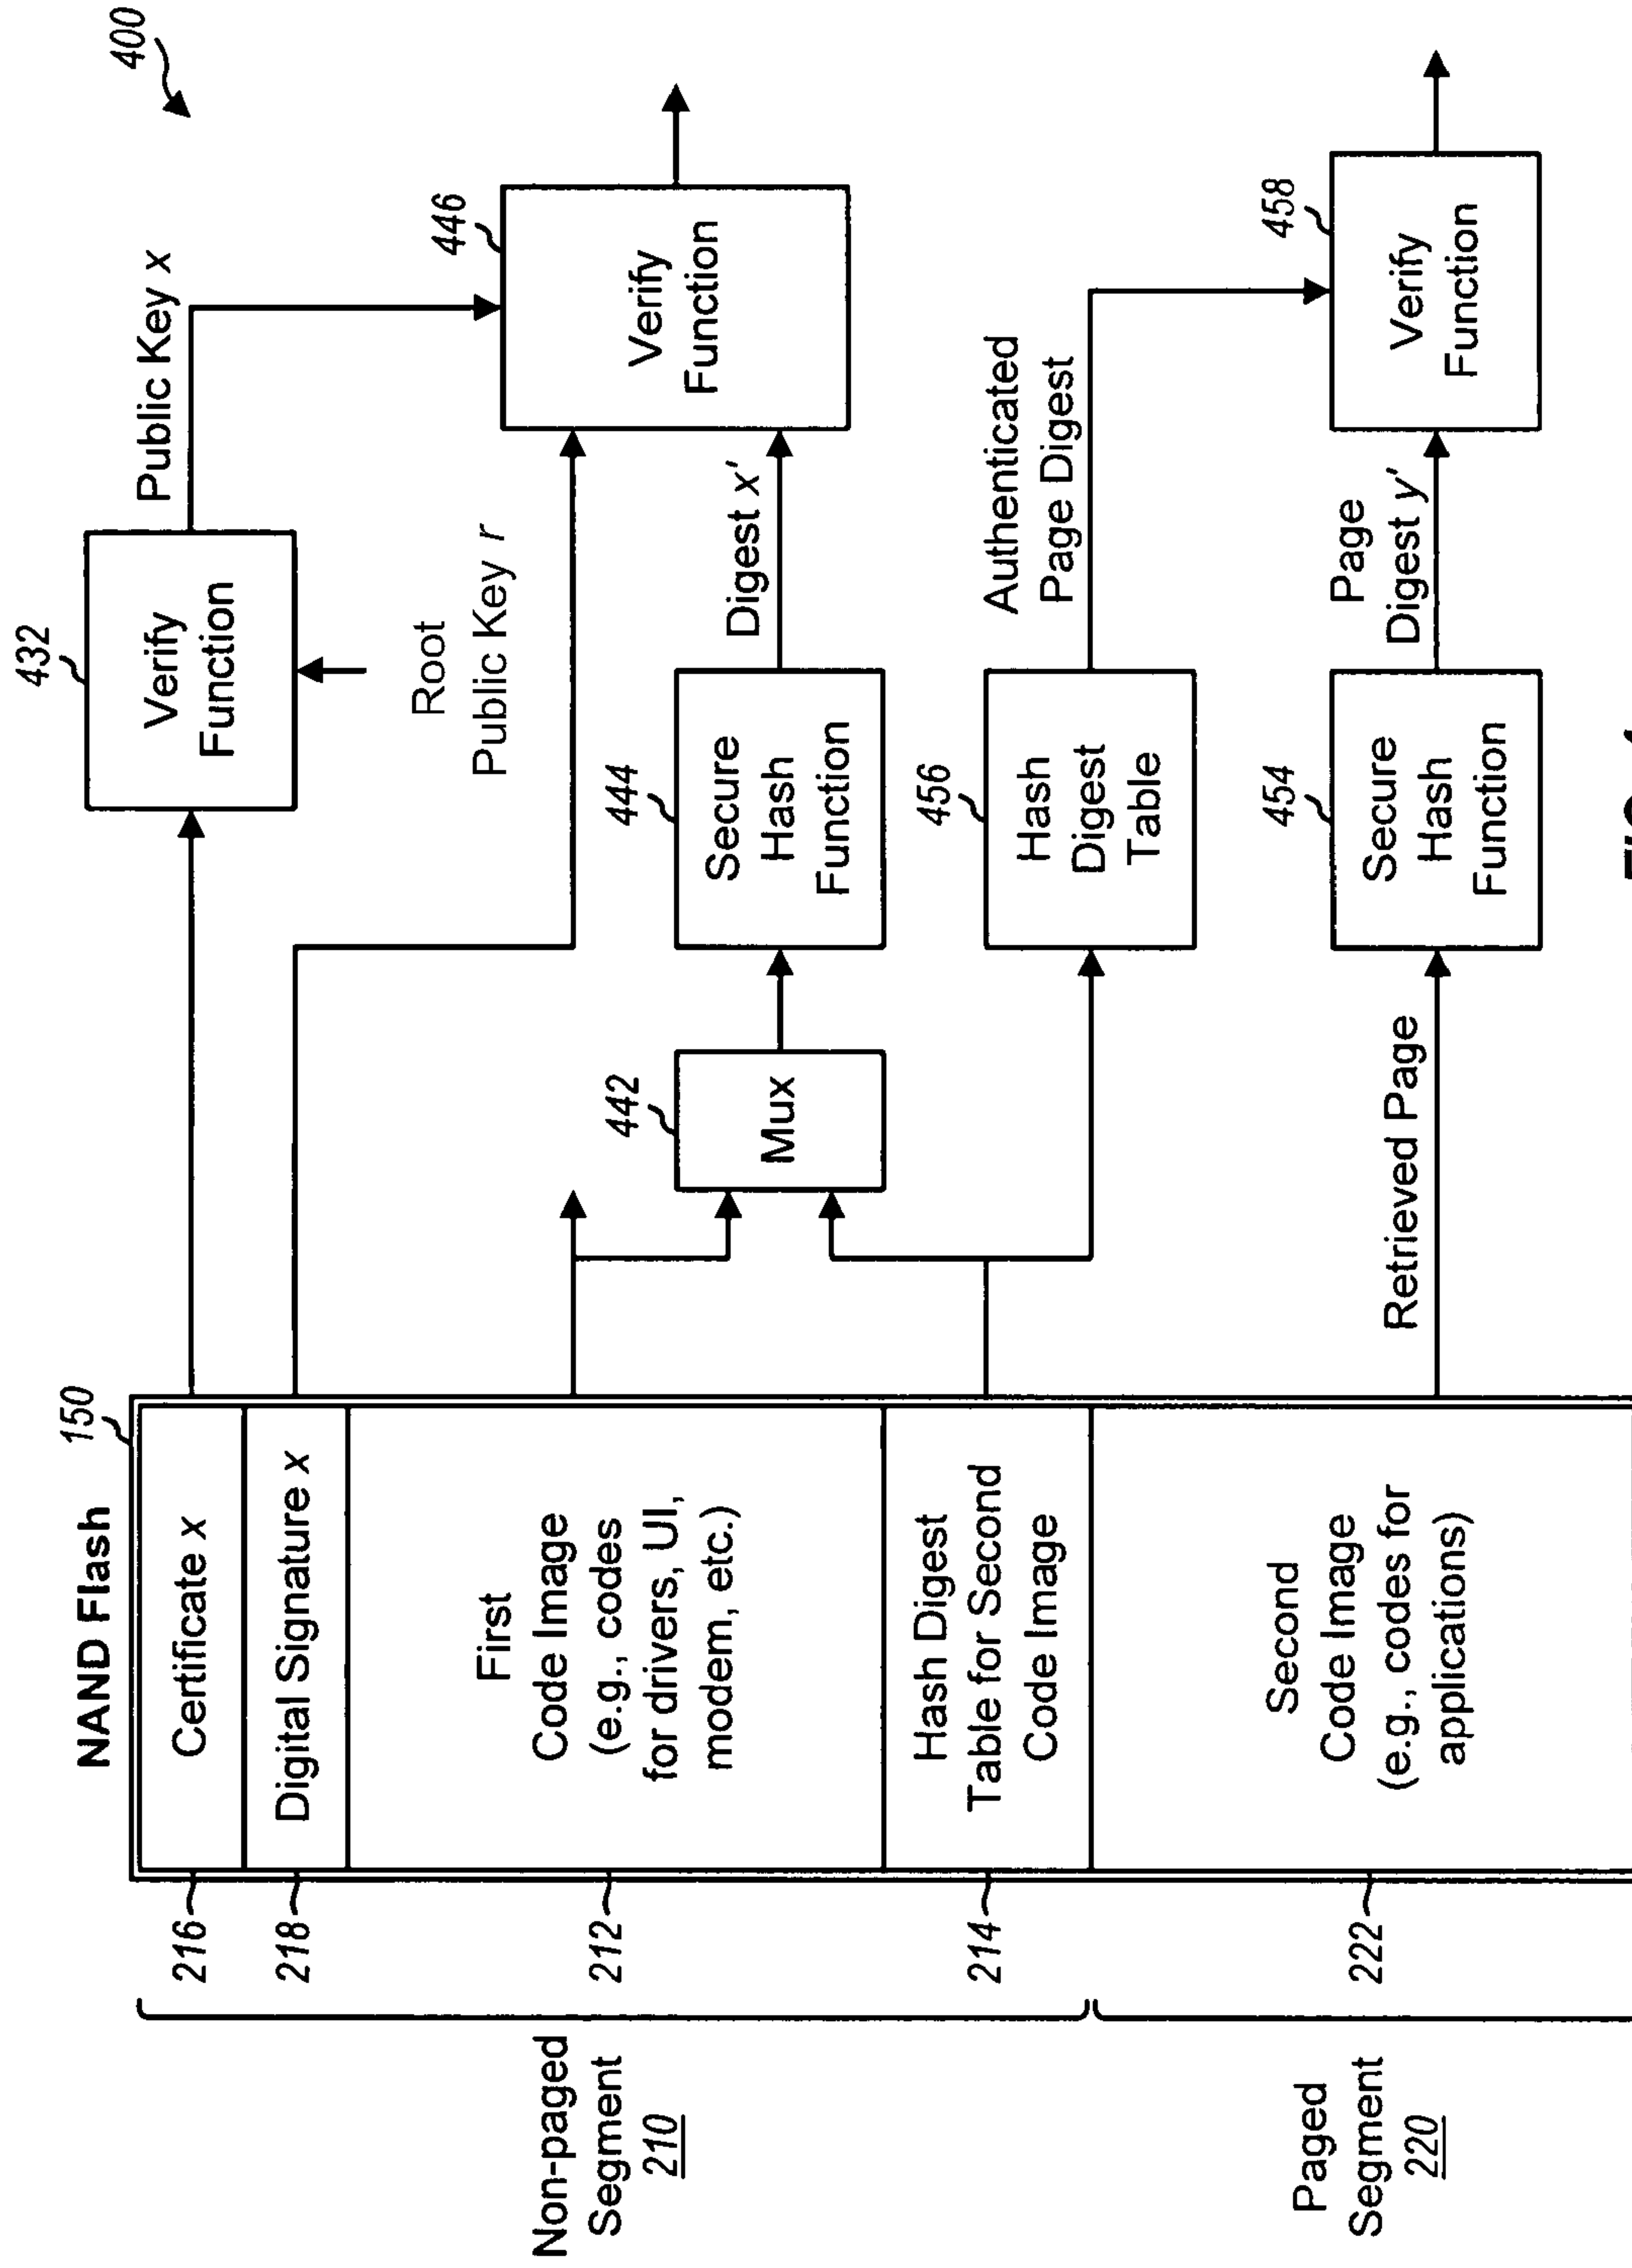 400
432
Verify
Function
Public Key x
Root
Public Key r
446
Verify
Function
150
NAND Flash
216
Certificate x
218
Digital Signature x
Non-paged
Segment
210
212
First
Code Image
(e.g., codes
for drivers, UI,
modem, etc.)
442
Mux
444
Secure
Hash
Function
Digest x'
214
Hash Digest
Table for Second
Code Image
456
Hash
Digest
Table
Authenticated
Page Digest
Paged
Segment
220
222
Second
Code Image
(e.g., codes for
applications)
Retrieved Page
454
Secure
Hash
Function
Page
Digest y'
458
Verify
Function